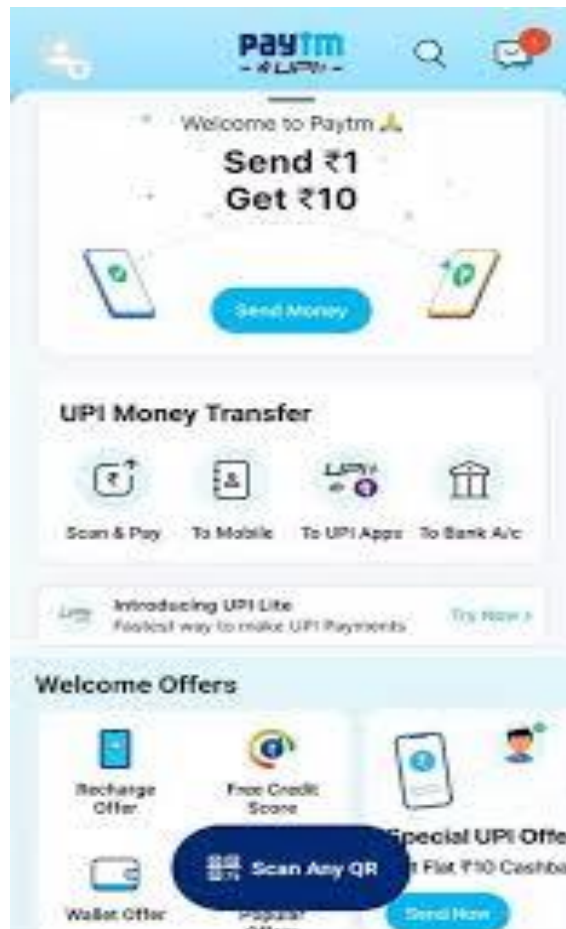 Paytm
UPI
Welcome to Paytm 🙏
Send ₹1
Get ₹10
Send Money
UPI Money Transfer
Scan & Pay
To Mobile
UPI
To UPI Apps
To Bank A/c
Introducing UPI Lite
Fastest way to make UPI Payments
Try Now >
Welcome Offers
Recharge
Offer
Free Credit
Score
Special UPI Offe
Flat ₹10 Cashba
Send Now
Scan Any QR
Wallet Offer
Popular